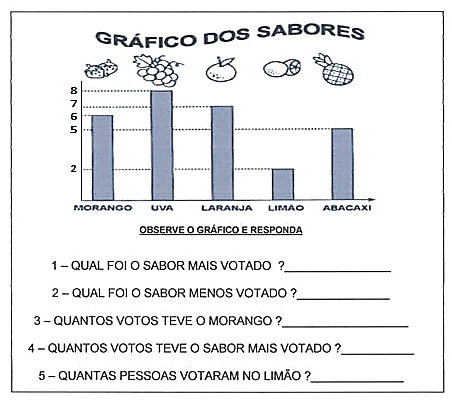 GRÁFICO DOS SABORES
8
7
6
5
2
MORANGO UVA LARANJA LIMÃO ABACAXI
OBSERVE O GRÁFICO E RESPONDA
1 – QUAL FOI O SABOR MAIS VOTADO ?
2 – QUAL FOI O SABOR MENOS VOTADO ?
3 – QUANTOS VOTOS TEVE O MORANGO ?
4 – QUANTOS VOTOS TEVE O SABOR MAIS VOTADO ?
5 – QUANTAS PESSOAS VOTARAM NO LIMÃO ?